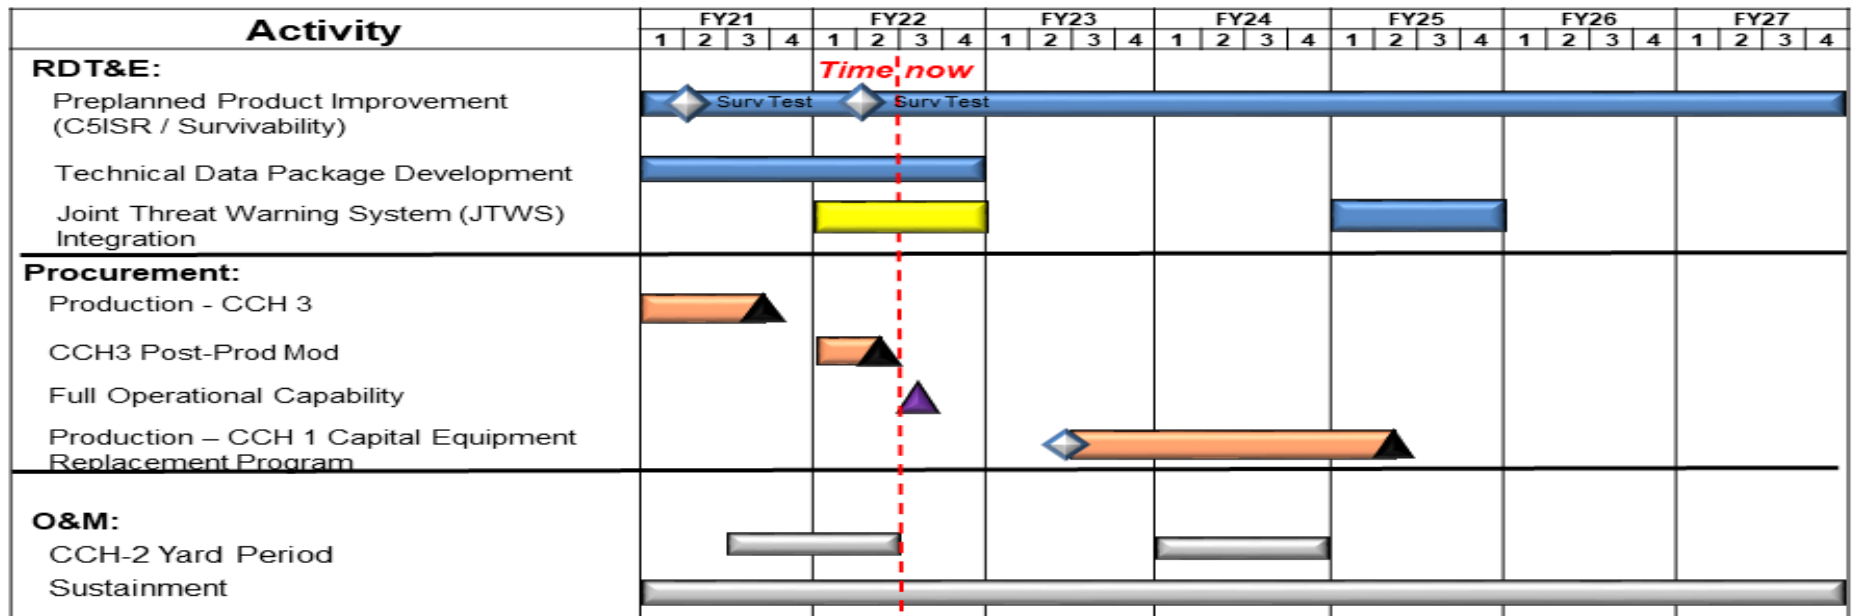 Activity
FY21 FY22 FY23 FY24 FY25 FY26 FY27
1 2 3 4 1 2 3 4 1 2 3 4 1 2 3 4 1 2 3 4 1 2 3 4 1 2 3 4
RDT&E:
Time now
Preplanned Product Improvement
Surv Test Surv Test
(C5ISR / Survivability)
Technical Data Package Development
Joint Threat Warning System (JTWS)
Integration
Procurement:
Production - CCH 3
CCH3 Post-Prod Mod
Full Operational Capability
Production – CCH 1 Capital Equipment
Replacement Program
O&M:
CCH-2 Yard Period
Sustainment